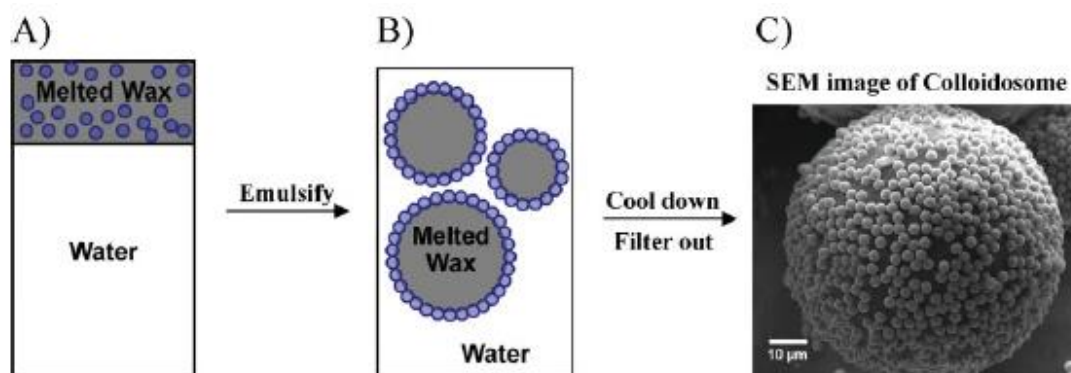 A)
Melted Wax
Water
Emulsify
B)
Melted
Wax
Water
Cool down
Filter out
C)
SEM image of Colloidosome
10 μm